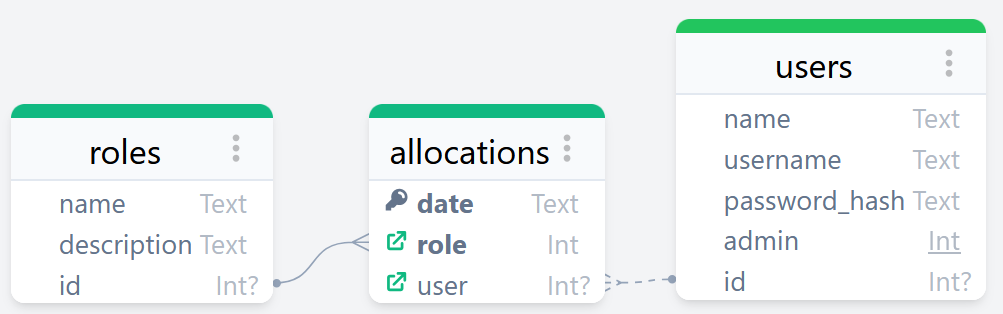 roles
name Text
description Text
id Int?
allocations
date Text
role Int
user Int?
users
name Text
username Text
password_hash Text
admin Int
id Int?